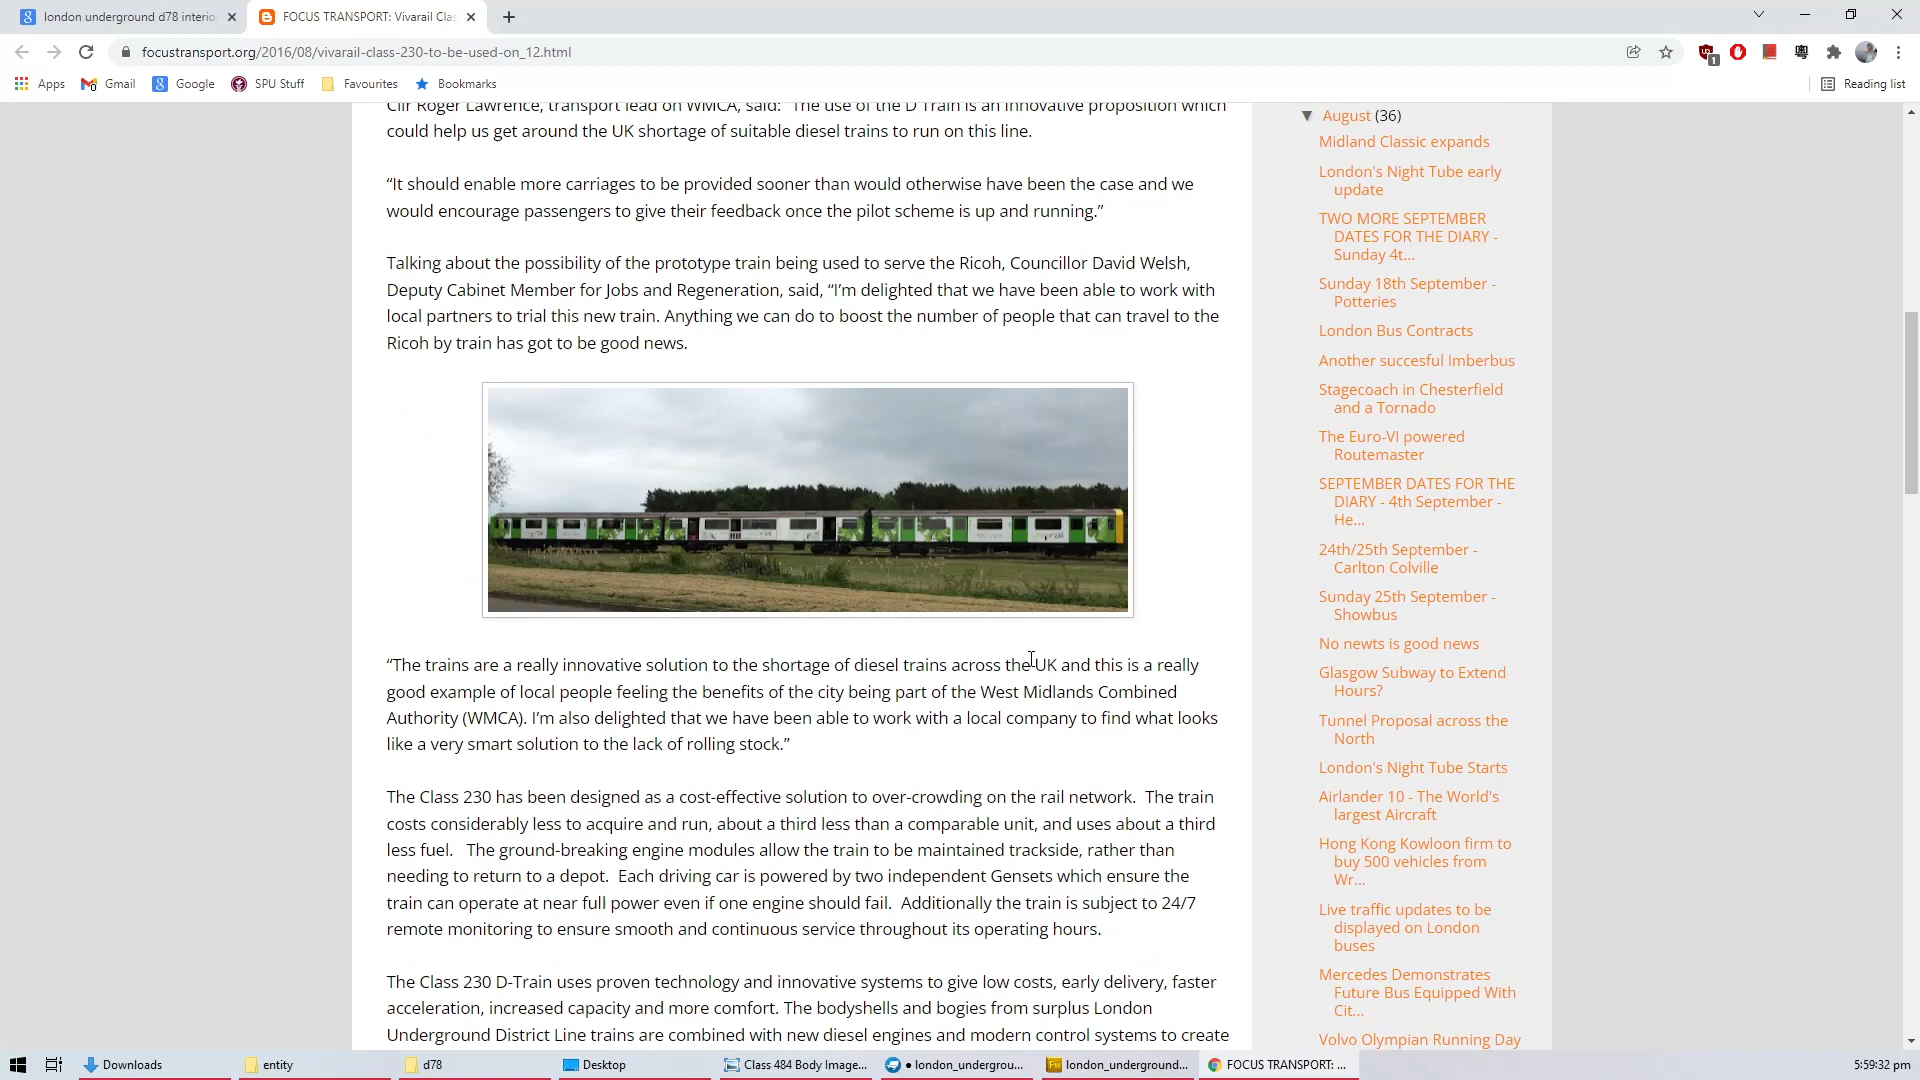 london underground d78 interio
FOCUS TRANSPORT: Vivarail Clas
focustransport.org/2016/08/vivarail-class-230-to-be-used-on_12.html
1
Apps
Gmail
Google
SPU Stuff
Favourites
Bookmarks
Reading list
Cllr Roger Lawrence, transport lead on WMCA, said: “The use of the D Train is an innovative proposition which
could help us get around the UK shortage of suitable diesel trains to run on this line.
“It should enable more carriages to be provided sooner than would otherwise have been the case and we
would encourage passengers to give their feedback once the pilot scheme is up and running.”
Talking about the possibility of the prototype train being used to serve the Ricoh, Councillor David Welsh,
Deputy Cabinet Member for Jobs and Regeneration, said, “I’m delighted that we have been able to work with
local partners to trial this new train. Anything we can do to boost the number of people that can travel to the
Ricoh by train has got to be good news.
“The trains are a really innovative solution to the shortage of diesel trains across the UK and this is a really
good example of local people feeling the benefits of the city being part of the West Midlands Combined
Authority (WMCA). I’m also delighted that we have been able to work with a local company to find what looks
like a very smart solution to the lack of rolling stock.”
The Class 230 has been designed as a cost-effective solution to over-crowding on the rail network.  The train
costs considerably less to acquire and run, about a third less than a comparable unit, and uses about a third
less fuel.   The ground-breaking engine modules allow the train to be maintained trackside, rather than
needing to return to a depot.  Each driving car is powered by two independent Gensets which ensure the
train can operate at near full power even if one engine should fail.  Additionally the train is subject to 24/7
remote monitoring to ensure smooth and continuous service throughout its operating hours.
The Class 230 D-Train uses proven technology and innovative systems to give low costs, early delivery, faster
acceleration, increased capacity and more comfort. The bodyshells and bogies from surplus London
Underground District Line trains are combined with new diesel engines and modern control systems to create
▼ August (36)
Midland Classic expands
London's Night Tube early
update
TWO MORE SEPTEMBER
DATES FOR THE DIARY -
Sunday 4t...
Sunday 18th September -
Potteries
London Bus Contracts
Another succesful Imberbus
Stagecoach in Chesterfield
and a Tornado
The Euro-VI powered
Routemaster
SEPTEMBER DATES FOR THE
DIARY - 4th September -
He...
24th/25th September -
Carlton Colville
Sunday 25th September -
Showbus
No newts is good news
Glasgow Subway to Extend
Hours?
Tunnel Proposal across the
North
London's Night Tube Starts
Airlander 10 - The World's
largest Aircraft
Hong Kong Kowloon firm to
buy 500 vehicles from
Wr...
Live traffic updates to be
displayed on London
buses
Mercedes Demonstrates
Future Bus Equipped With
Cit...
Volvo Olympian Running Day
Downloads
entity
d78
Desktop
Class 484 Body Image...
• london_undergrou...
london_underground...
FOCUS TRANSPORT: ...
5:59:32 pm